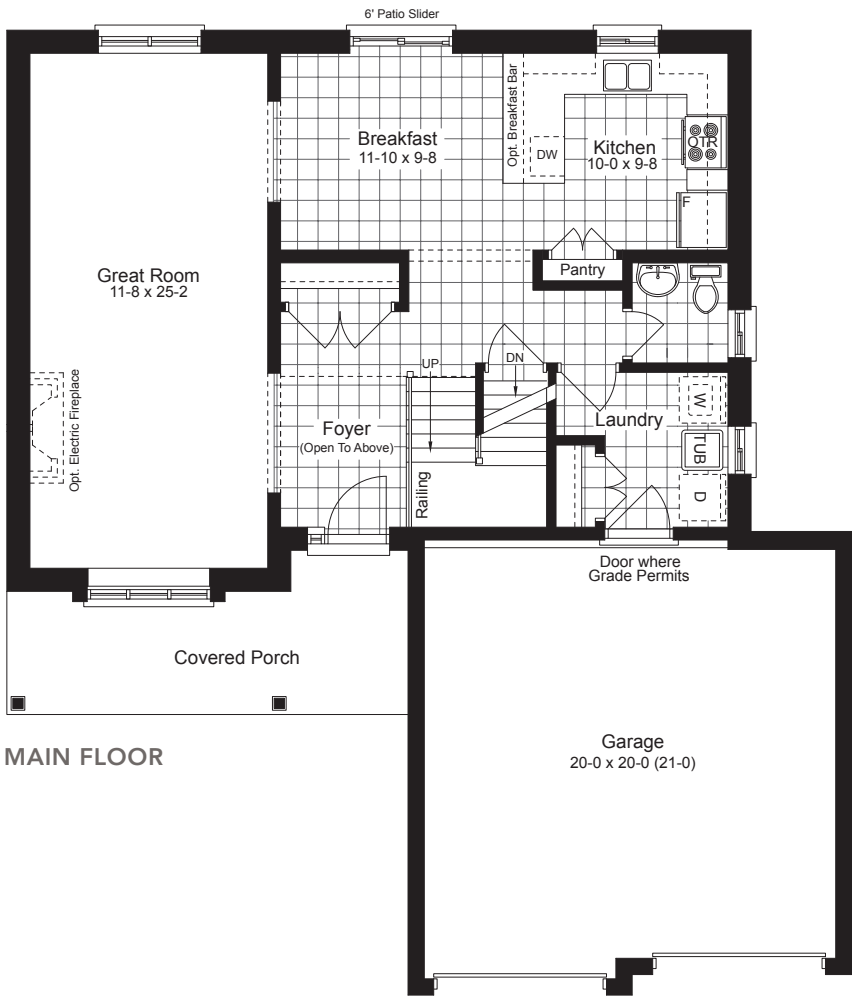 6' Patio Slider
Opt. Breakfast Bar
Breakfast
11-10 x 9-8
DW
Kitchen
10-0 x 9-8
QTR
F
Pantry
Great Room
11-8 x 25-2
Opt. Electric Fireplace
UP
DN
Foyer
(Open To Above)
Railing
Laundry
W
TUB
D
Door where
Grade Permits
Covered Porch
MAIN FLOOR
Garage
20-0 x 20-0 (21-0)